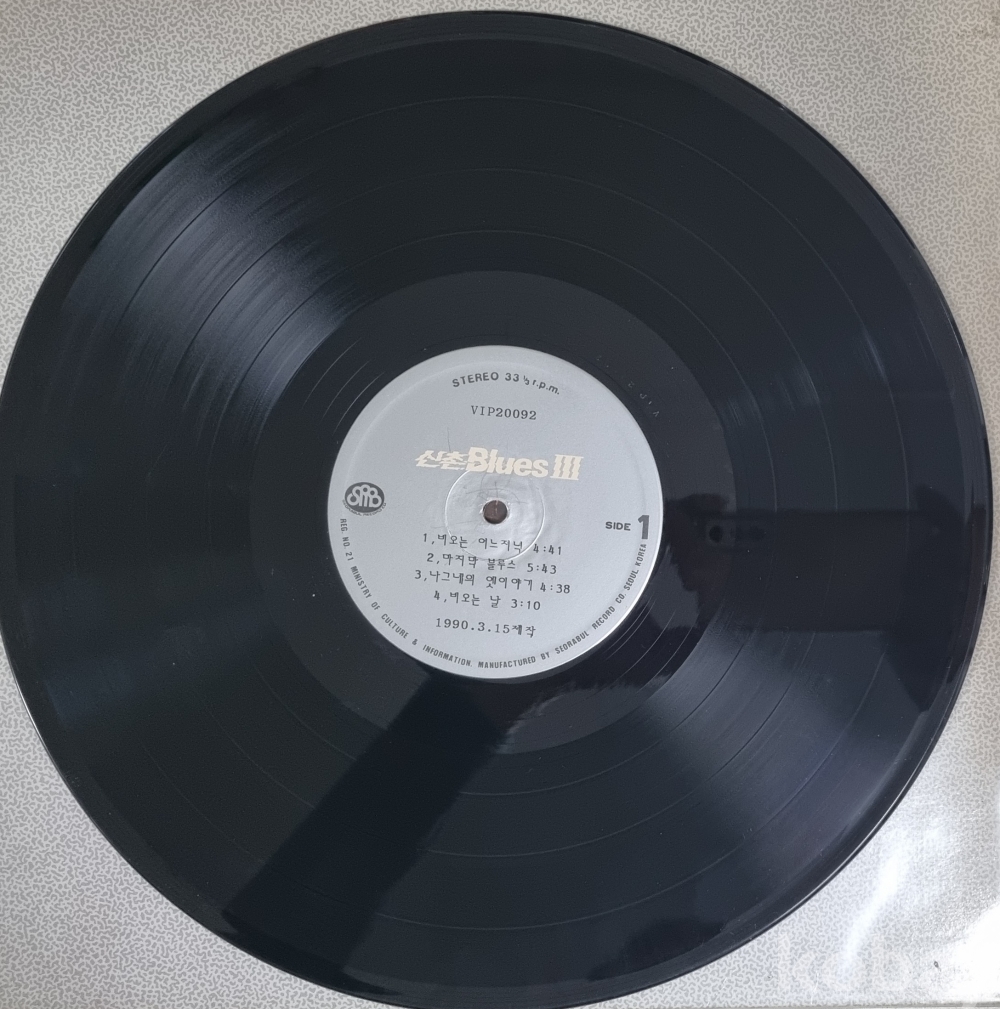 STEREO 33⅓ r.p.m.
VIP20092
신촌Blues III
SRB
SIDE 1
1,비오는 어느저녁 4:41
2,마지막 블루스 5:43
3,나그네의 옛이야기 4:38
4,비오는 날 3:10
1990.3.15제작
REG. NO. 21 MINISTRY OF CULTURE & INFORMATION. MANUFACTURED BY SEORABUL RECORD CO. SEOUL KOREA